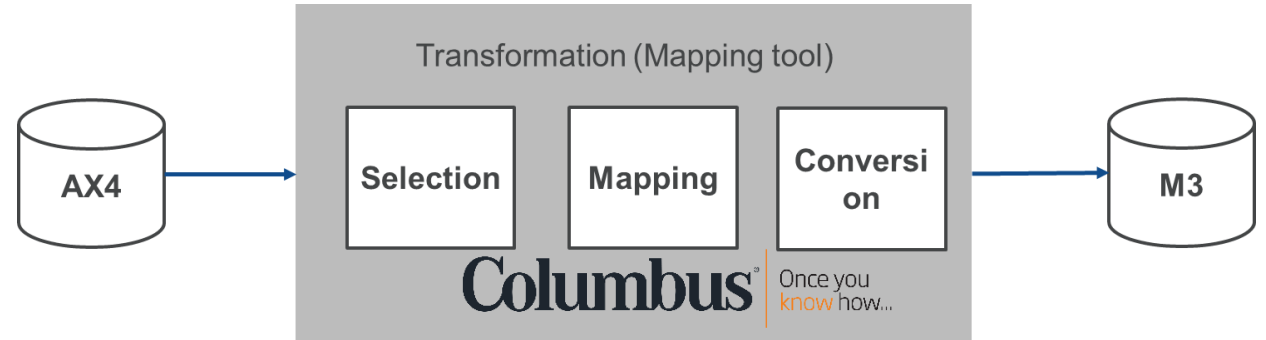 Transformation (Mapping tool)
AX4
Selection
Mapping
Conversi
on
M3
Columbus
Once you
know how...